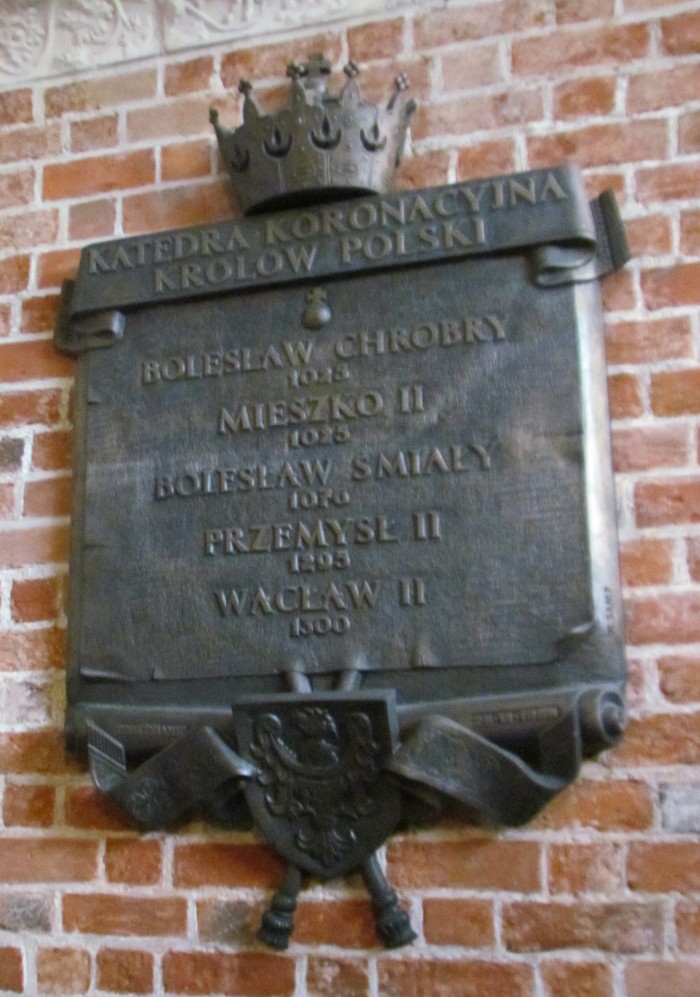 KATEDRA KORONACYJNA
KRÓLÓW POLSKI
BOLESŁAW CHROBRY
1025
MIESZKO II
1025
BOLESŁAW ŚMIAŁY
1076
PRZEMYSŁ II
1295
WACŁAW II
1300